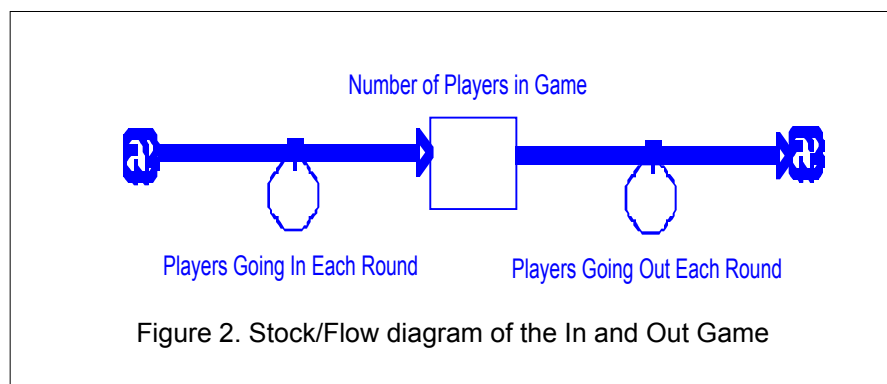 Number of Players in Game
Players Going In Each Round
Players Going Out Each Round
Figure 2. Stock/Flow diagram of the In and Out Game